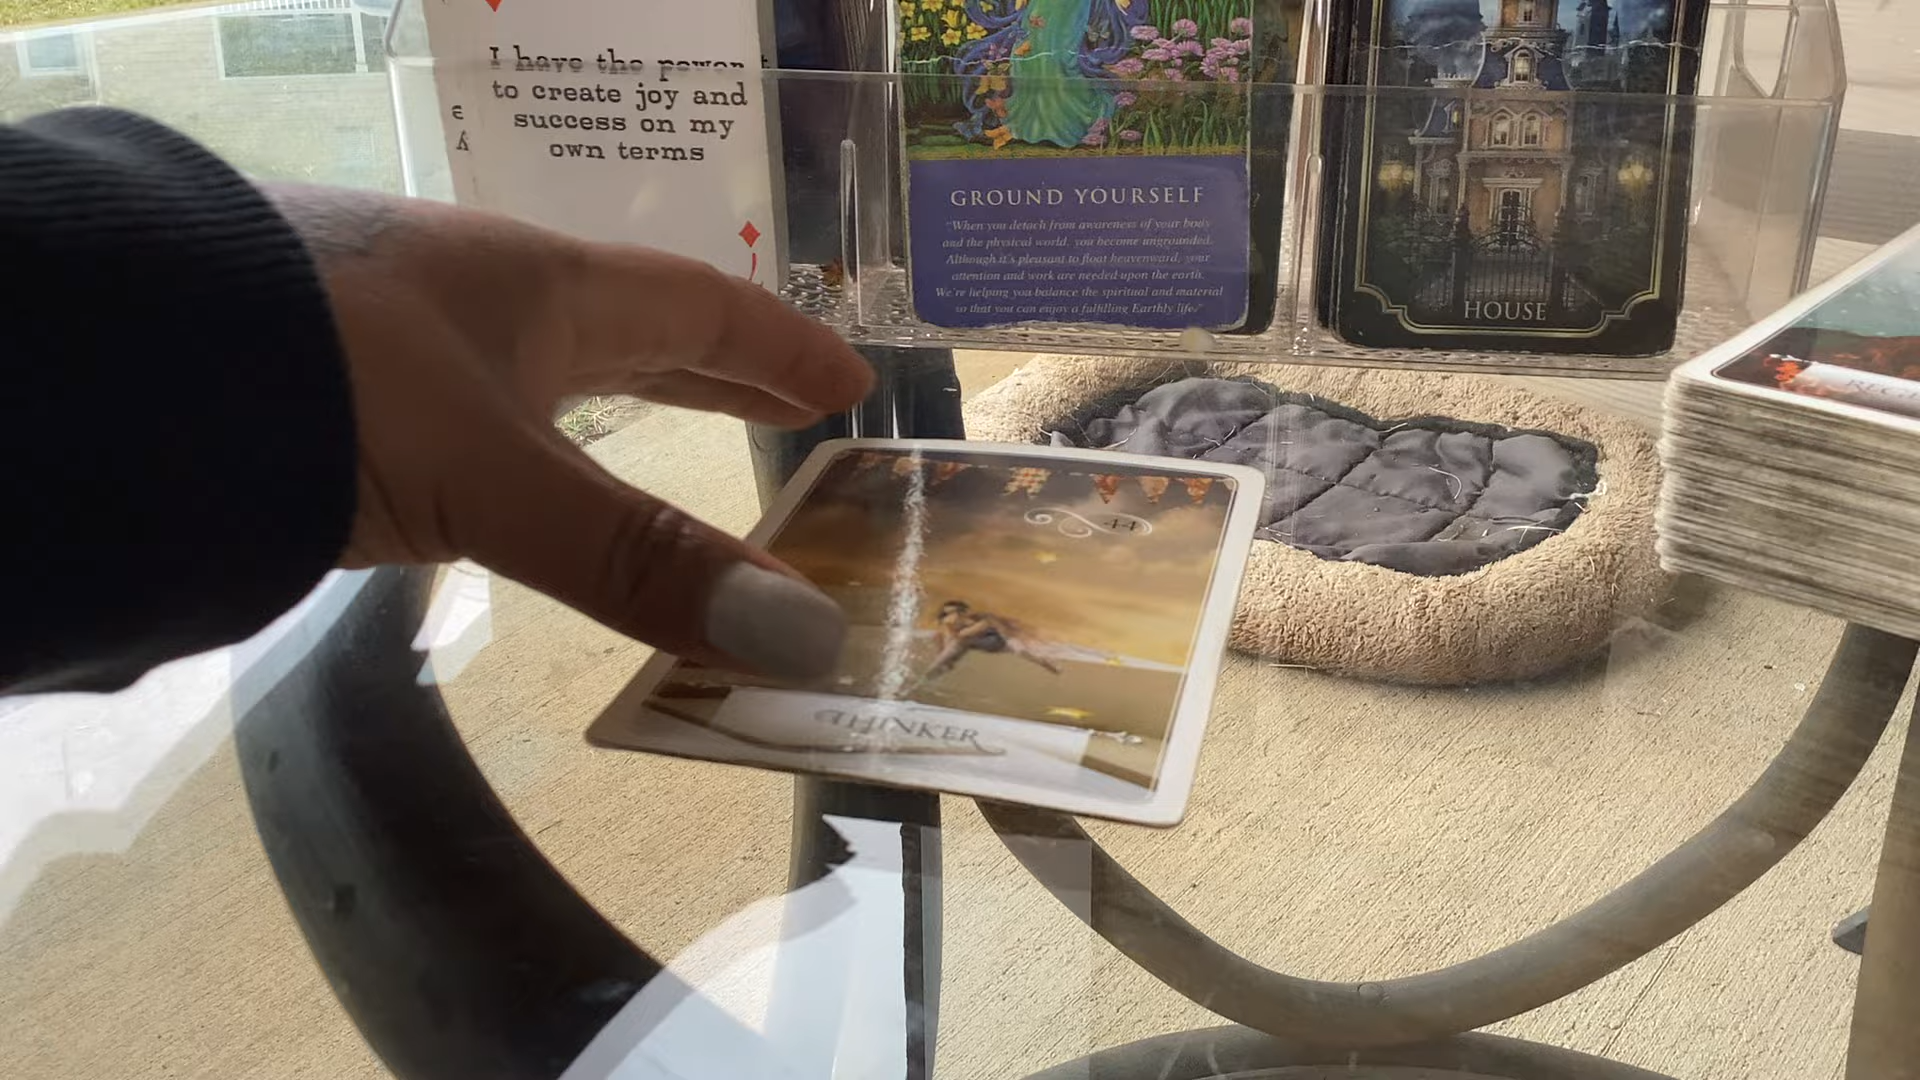 I have the power
to create joy and
success on my
own terms
GROUND YOURSELF
"When you detach from awareness of your body
and the physical world, you become ungrounded.
Although it's pleasant to float heavenward, your
attention and work are needed upon the earth.
We're helping you balance the spiritual and material
so that you can enjoy a fulfilling Earthly life."
HOUSE
44
THINKER